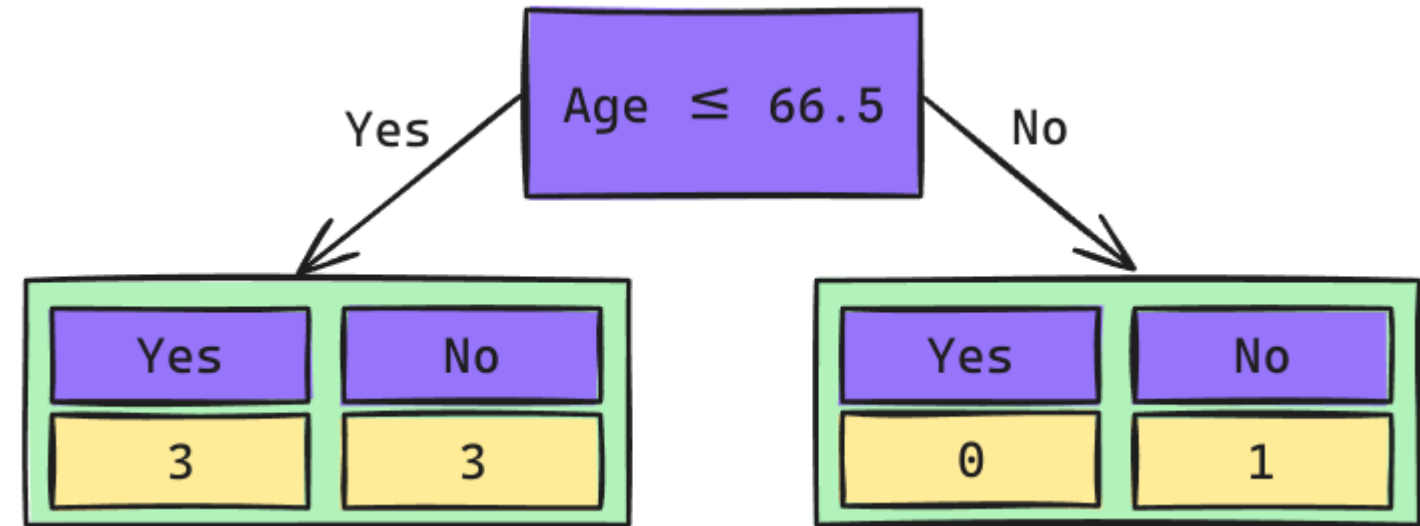 Age ≤ 66.5
Yes No
Yes No Yes No
3 3 0 1